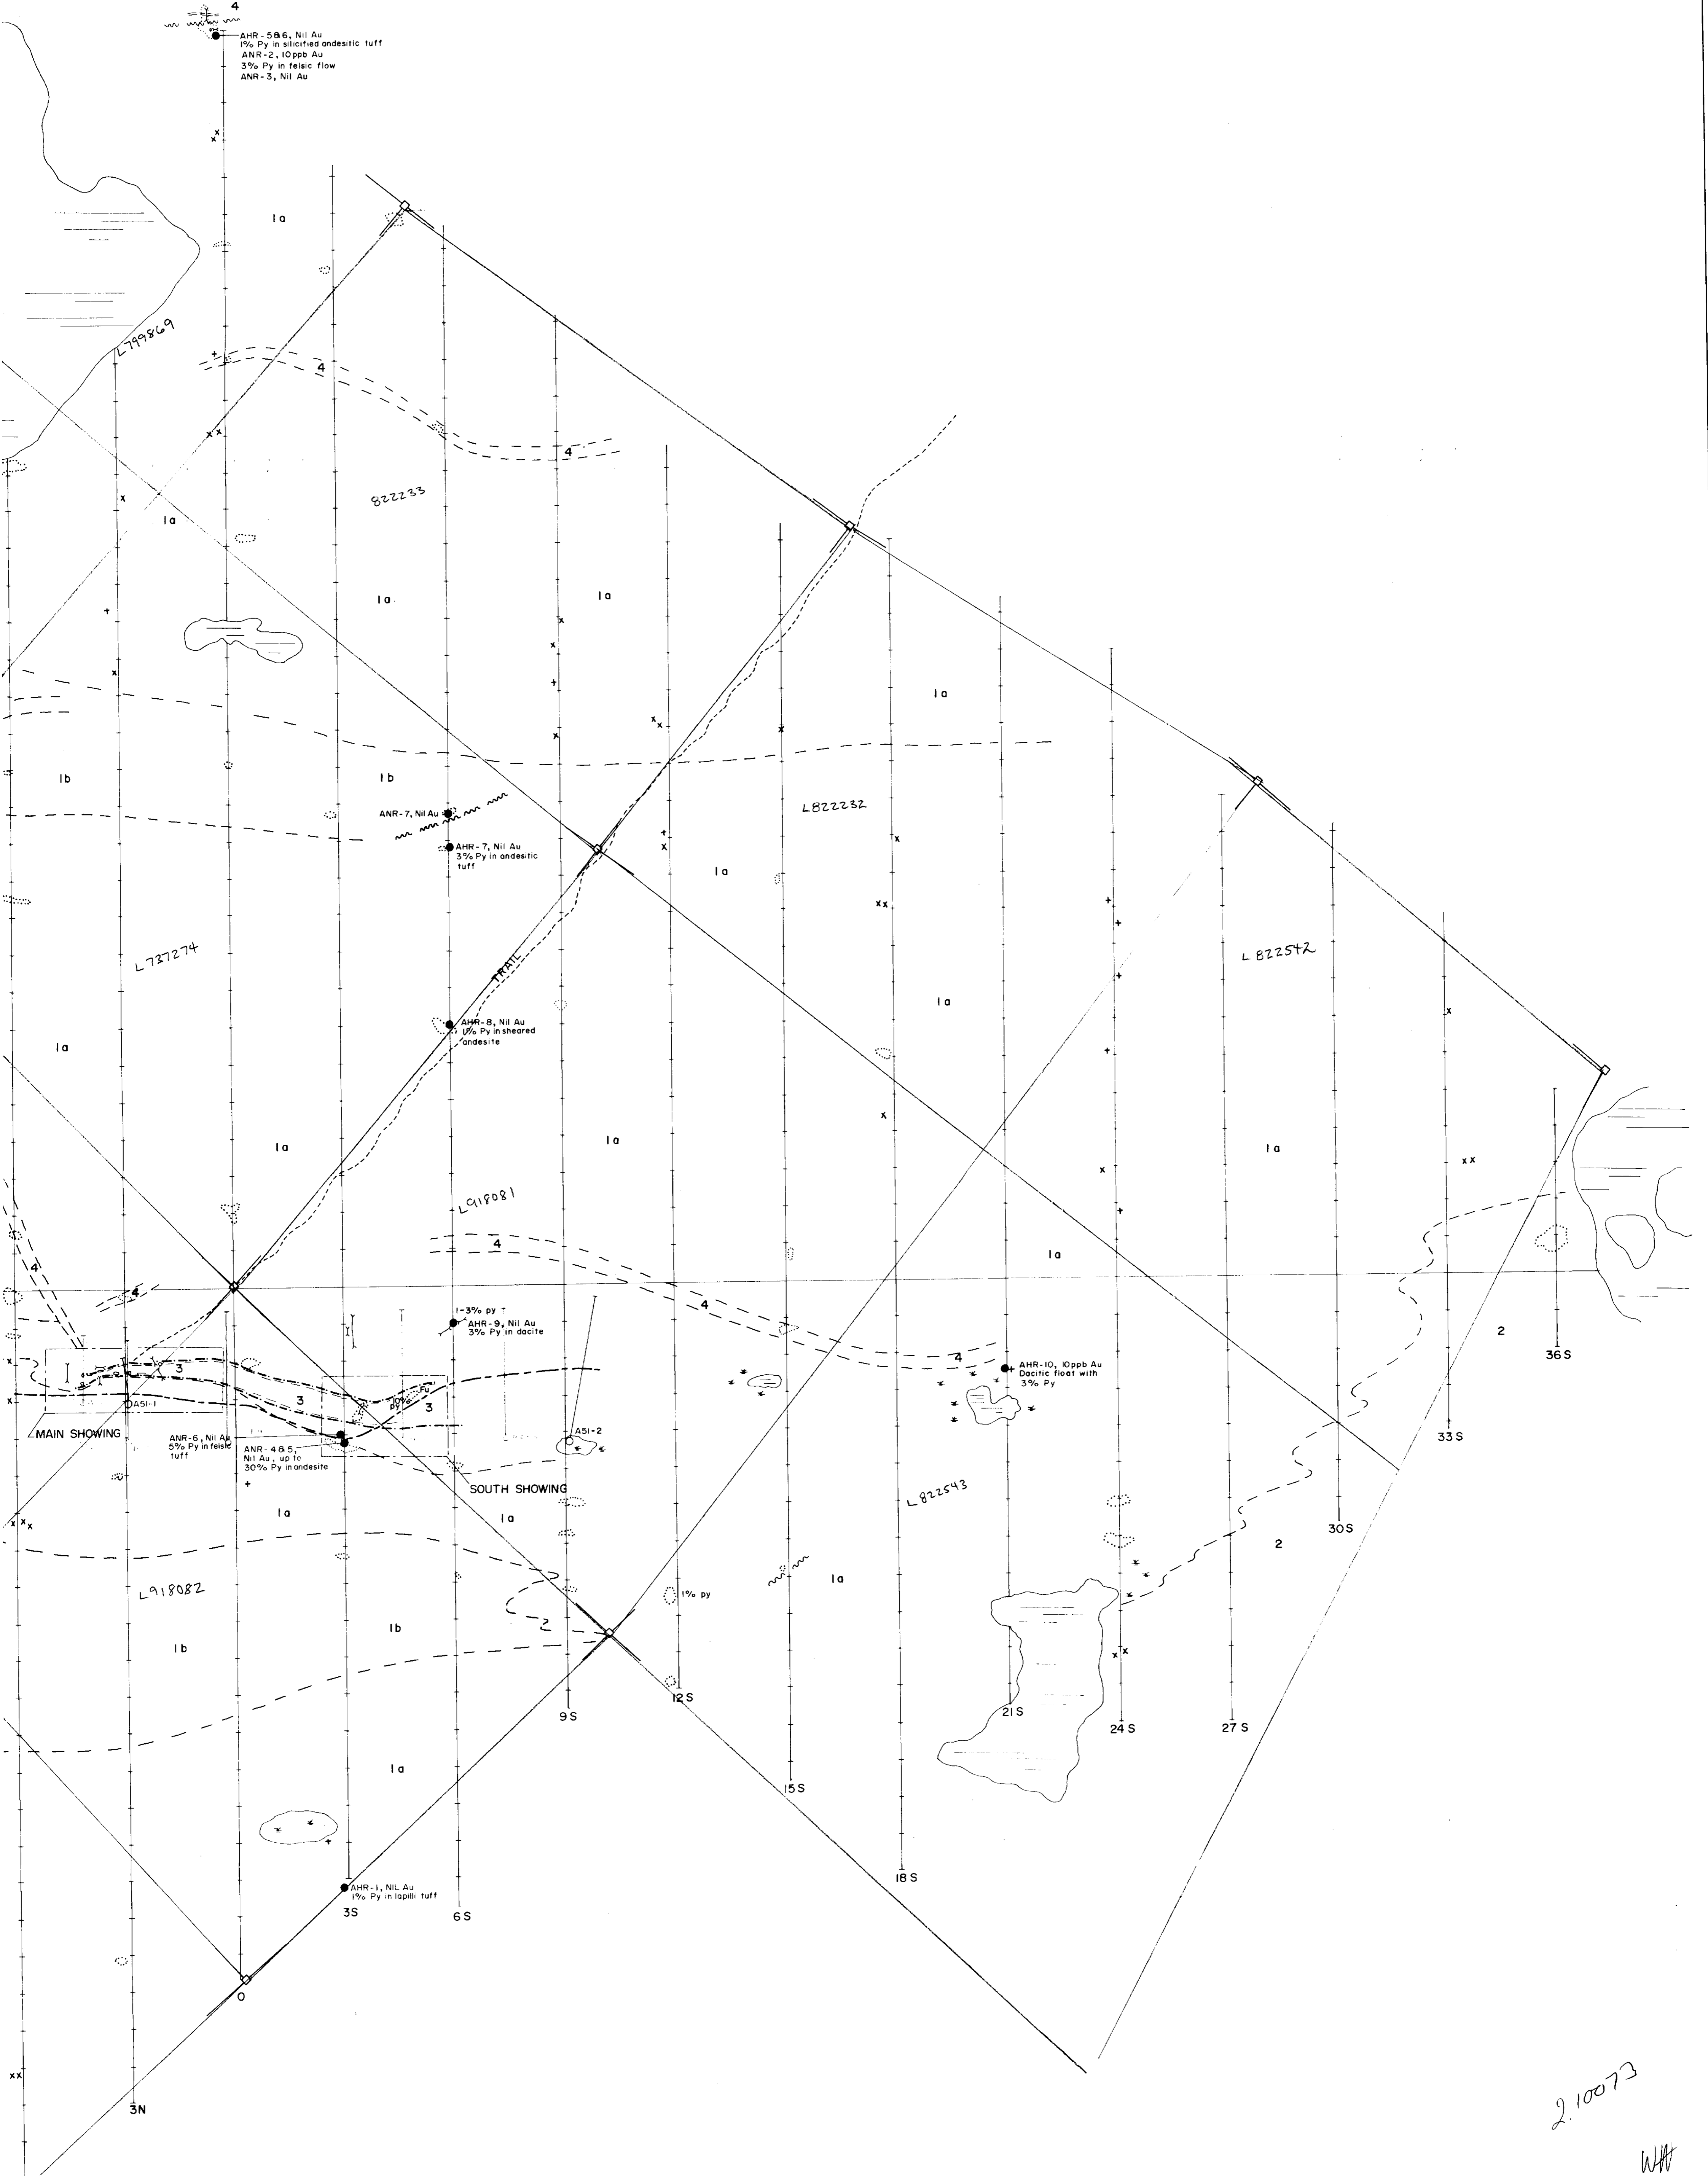 4
AHR-5&6, Nil Au
1% Py in silicified andesitic tuff
ANR-2, 10ppb Au
3% Py in felsic flow
ANR-3, Nil Au
1a
L799869
4
4
822233
1a
1a
1a
1a
1b
1b
L822232
ANR-7, Nil Au
AHR-7, Nil Au
3% Py in andesitic
tuff
1a
L737274
L822542
TRAIL
1a
AHR-8, Nil Au
1% Py in sheared
andesite
1a
1a
1a
1a
L918081
4
1a
4
4
4
1-3% py
AHR-9, Nil Au
3% Py in dacite
2
36S
4
AHR-10, 10ppb Au
Dacitic float with
3% Py
3
3
10%
py
Fu
3
A51-1
MAIN SHOWING
A51-2
33S
ANR-6, Nil Au
5% Py in felsic
tuff
ANR-4&5,
Nil Au, up to
30% Py in andesite
SOUTH SHOWING
L822543
1a
1a
30S
2
L918082
1% py
1a
1b
1b
12S
9S
21S
24S
27S
1a
15S
18S
AHR-1, NIL Au
1% Py in lapilli tuff
3S
6S
0
3N
2.10073